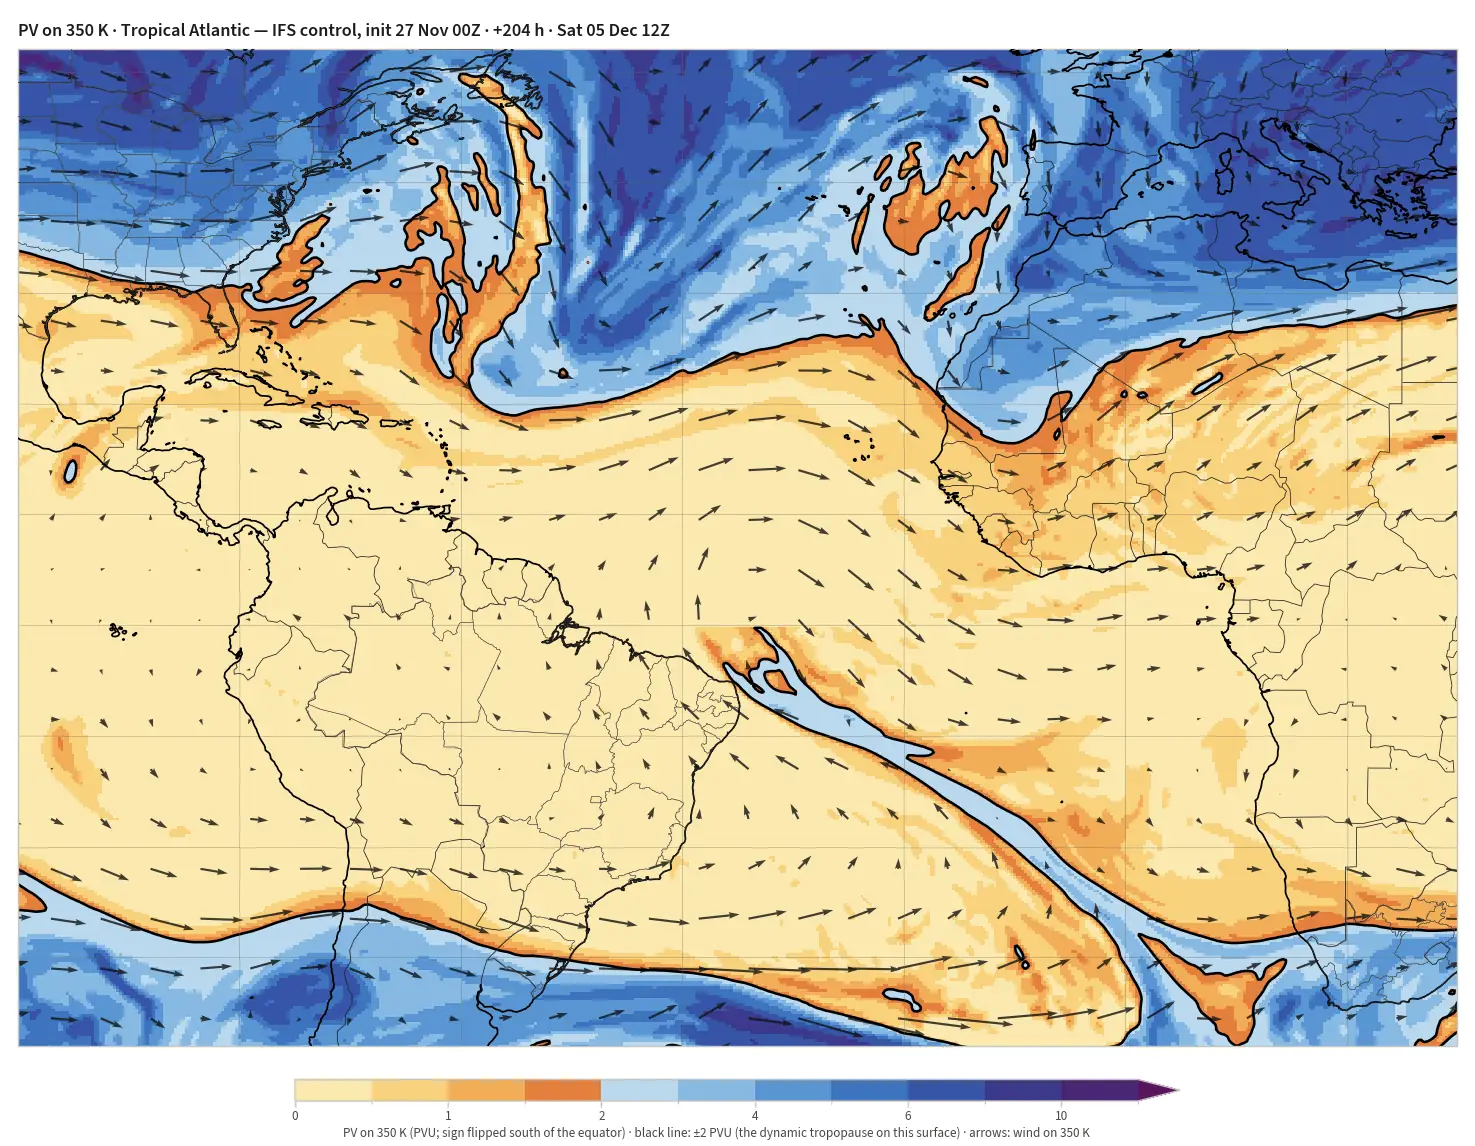 PV on 350 K · Tropical Atlantic — IFS control, init 27 Nov 00Z · +204 h · Sat 05 Dec 12Z
0 1 2 4 6 10
PV on 350 K (PVU; sign flipped south of the equator) · black line: ±2 PVU (the dynamic tropopause on this surface) · arrows: wind on 350 K